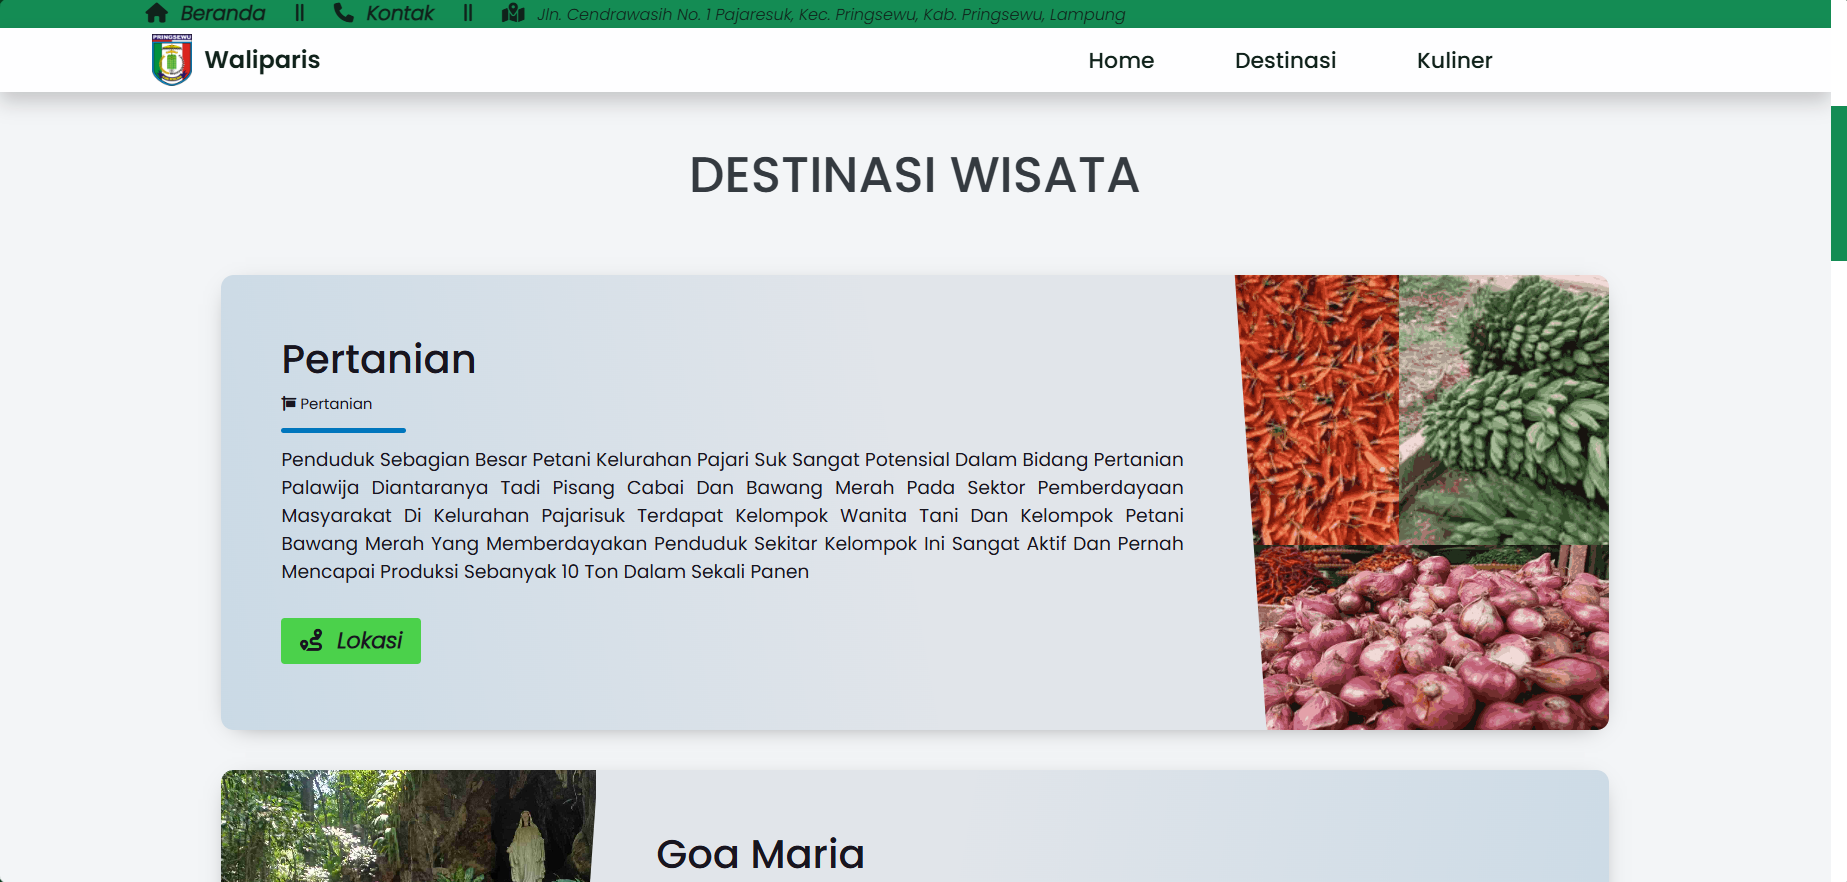 Beranda || Kontak || Jln. Cendrawasih No. 1 Pajaresuk, Kec. Pringsewu, Kab. Pringsewu, Lampung
PRINGSEWU
Waliparis Home Destinasi Kuliner
DESTINASI WISATA
Pertanian
Pertanian
Penduduk Sebagian Besar Petani Kelurahan Pajari Suk Sangat Potensial Dalam Bidang Pertanian
Palawija Diantaranya Tadi Pisang Cabai Dan Bawang Merah Pada Sektor Pemberdayaan
Masyarakat Di Kelurahan Pajarisuk Terdapat Kelompok Wanita Tani Dan Kelompok Petani
Bawang Merah Yang Memberdayakan Penduduk Sekitar Kelompok Ini Sangat Aktif Dan Pernah
Mencapai Produksi Sebanyak 10 Ton Dalam Sekali Panen
Lokasi
Goa Maria